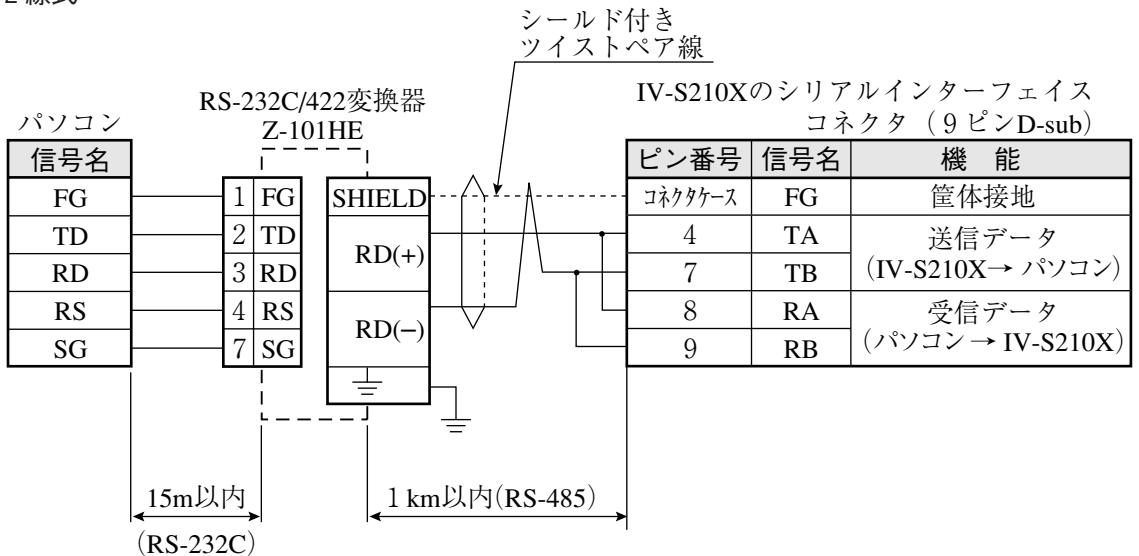 シールド付き
ツイストペア線
RS-232C/422変換器
Z-101HE
IV-S210Xのシリアルインターフェイス
コネクタ（９ピンD-sub）
パソコン
信号名
FG
TD
RD
RS
SG
1 FG
2 TD
3 RD
4 RS
7 SG
SHIELD
RD(+)
RD(−)
ピン番号 信号名 機　能
コネクタケース FG 筐体接地
4 TA 送信データ
7 TB (IV-S210X→ パソコン)
8 RA 受信データ
9 RB (パソコン → IV-S210X)
15m以内
(RS-232C)
１km以内(RS-485)